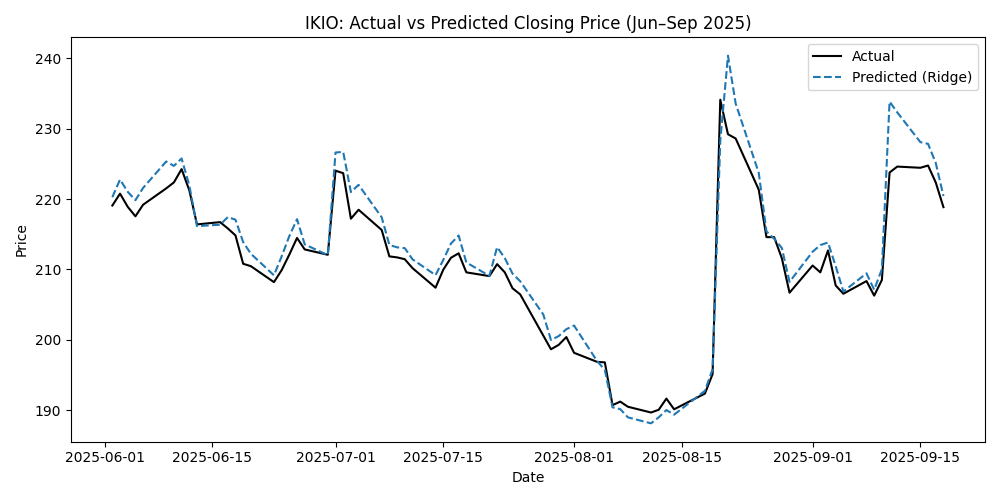 IKIO: Actual vs Predicted Closing Price (Jun–Sep 2025)
Actual
Predicted (Ridge)
Price
240
230
220
210
200
190
2025-06-01 2025-06-15 2025-07-01 2025-07-15 2025-08-01 2025-08-15 2025-09-01 2025-09-15
Date